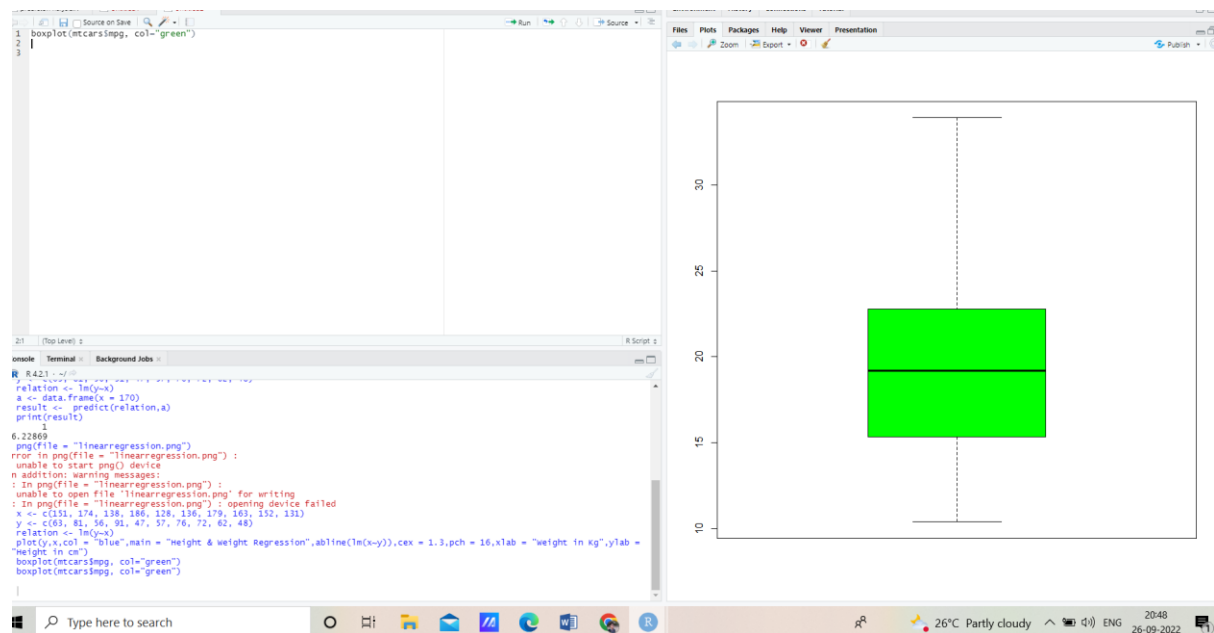 Source on Save
Run
Source
1 boxplot(mtcars$mpg, col="green")
2
3
2:1 (Top Level)
R Script
Files Plots Packages Help Viewer Presentation
Zoom Export
Publish
onsole Terminal Background Jobs
R 4.2.1 · ~/
relation <- lm(y~x)
a <- data.frame(x = 170)
result <- predict(relation,a)
print(result)
1
6.22869
png(file = "linearregression.png")
rror in png(file = "linearregression.png") :
unable to start png() device
n addition: warning messages:
: In png(file = "linearregression.png") :
unable to open file 'linearregression.png' for writing
: In png(file = "linearregression.png") : opening device failed
x <- c(151, 174, 138, 186, 128, 136, 179, 163, 152, 131)
y <- c(63, 81, 56, 91, 47, 57, 76, 72, 62, 48)
relation <- lm(y~x)
plot(y,x,col = "blue",main = "Height & Weight Regression",abline(lm(x~y)),cex = 1.3,pch = 16,xlab = "Weight in Kg",ylab =
"Height in cm")
boxplot(mtcars$mpg, col="green")
boxplot(mtcars$mpg, col="green")
30
25
20
15
10
Type here to search
26°C Partly cloudy
ENG
20:48
26-09-2022